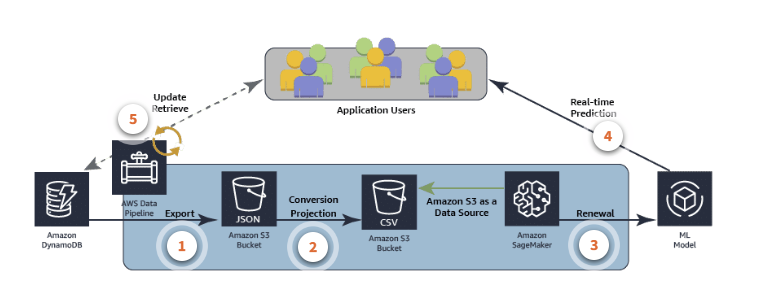 Application Users
Update
Retrieve
5
Real-time
Prediction
4
AWS Data
Pipeline
Amazon
DynamoDB
Export
1
JSON
Amazon S3
Bucket
Conversion
Projection
2
CSV
Amazon S3
Bucket
Amazon S3 as a
Data Source
Amazon
SageMaker
Renewal
3
ML
Model